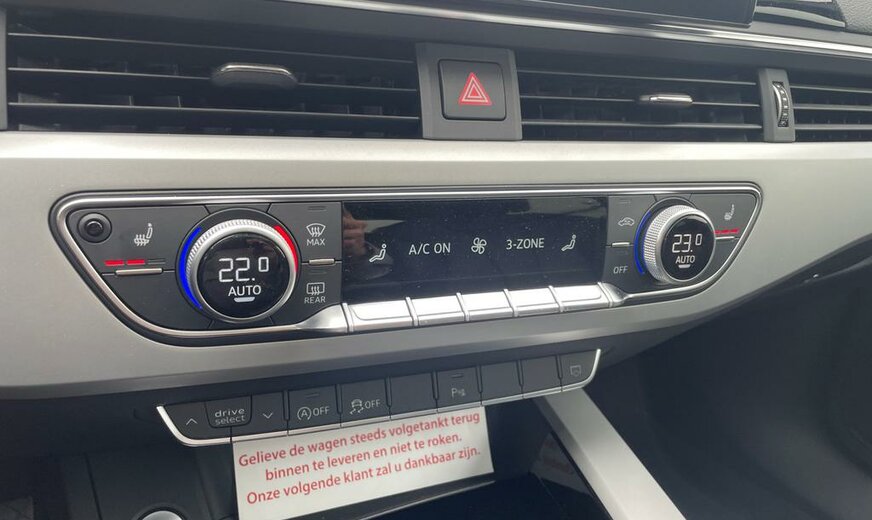 MAX
22.0
AUTO
REAR
A/C ON
3-ZONE
OFF
23.0
AUTO
drive
select
A OFF
OFF
P
Gelieve de wagen steeds volgetankt terug
binnen te leveren en niet te roken.
Onze volgende klant zal u dankbaar zijn.